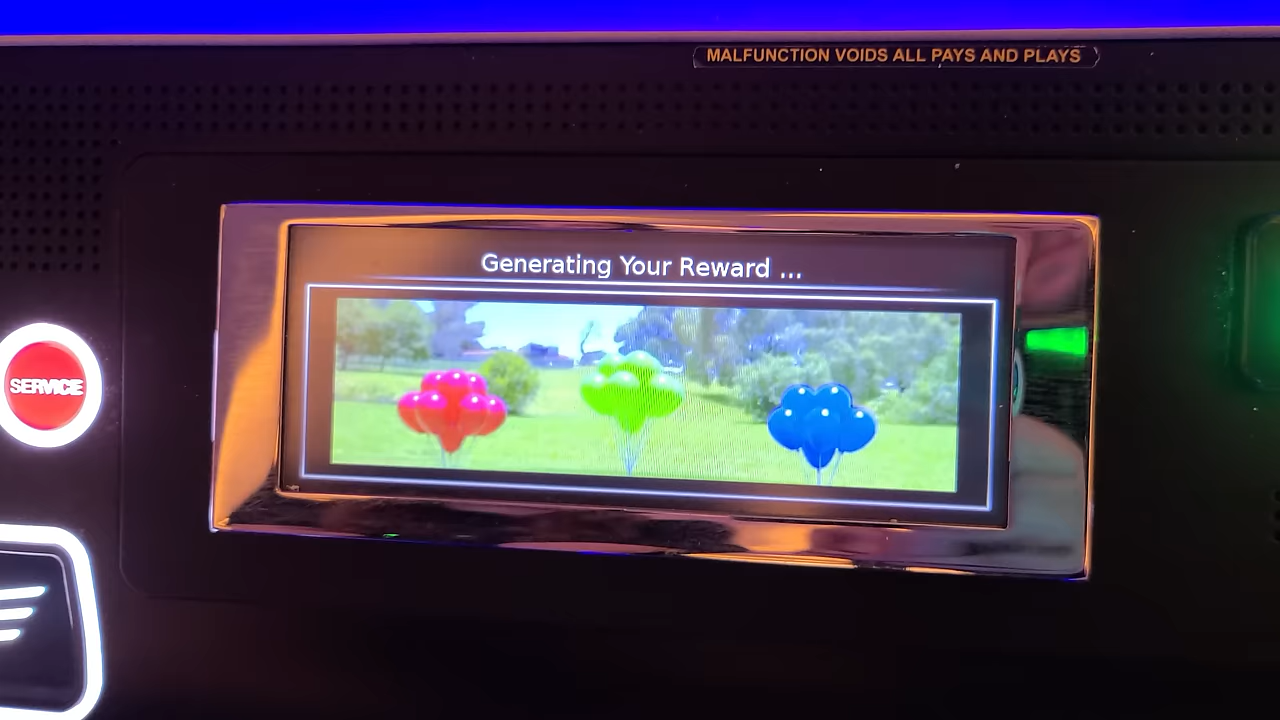 MALFUNCTION VOIDS ALL PAYS AND PLAYS
Generating Your Reward ...
SERVICE